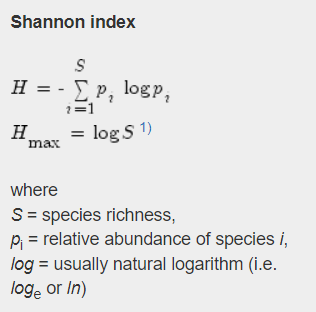 Shannon index
S
H = - Σ pᵢ log pᵢ
i=1
Hmax = log S 1)
where
S = species richness,
pi = relative abundance of species i,
log = usually natural logarithm (i.e.
loge or ln)